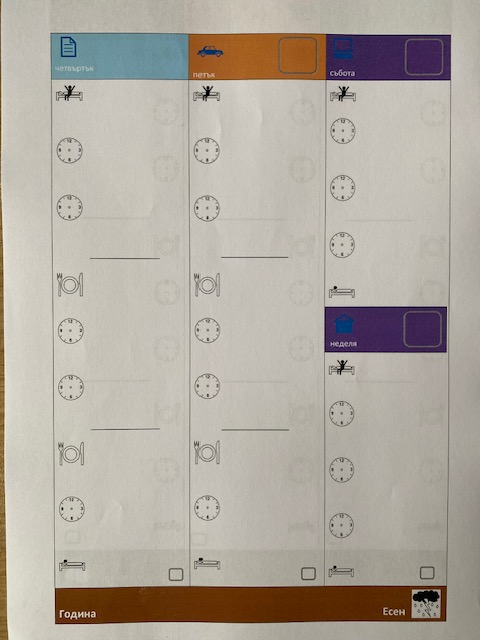 четвъртък
петък
събота
неделя
Година
Есен